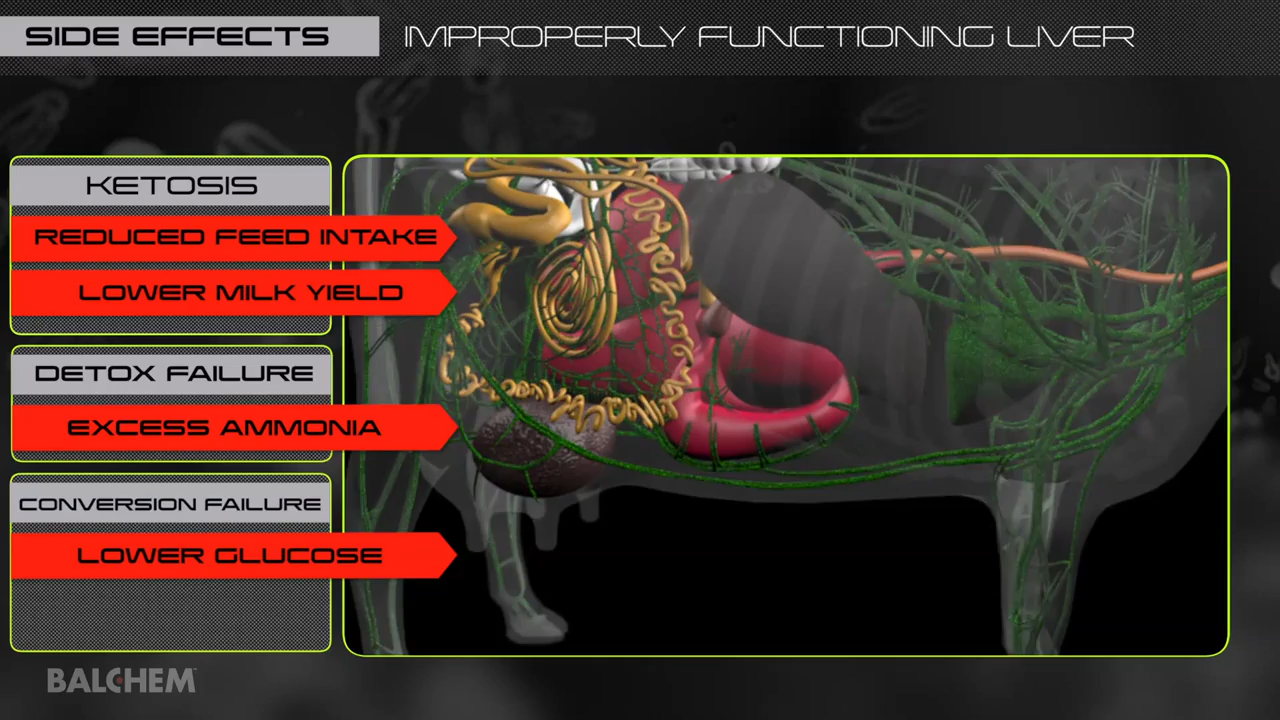 SIDE EFFECTS
IMPROPERLY FUNCTIONING LIVER
KETOSIS
REDUCED FEED INTAKE
LOWER MILK YIELD
DETOX FAILURE
EXCESS AMMONIA
CONVERSION FAILURE
LOWER GLUCOSE
BALCHEM